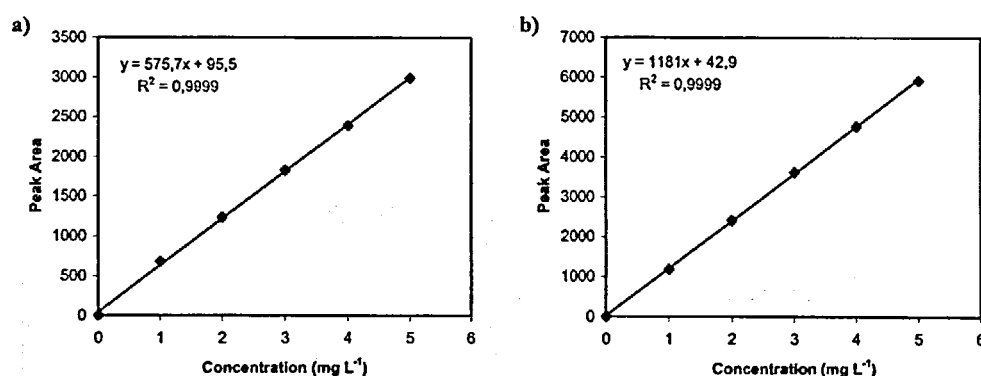 a)
3500
3000
2500
2000
1500
1000
500
0
Peak Area
y = 575,7x + 95,5
R² = 0,9999
0 1 2 3 4 5 6
Concentration (mg L⁻¹)
b)
7000
6000
5000
4000
3000
2000
1000
0
Peak Area
y = 1181x + 42,9
R² = 0,9999
0 1 2 3 4 5 6
Concentration (mg L⁻¹)